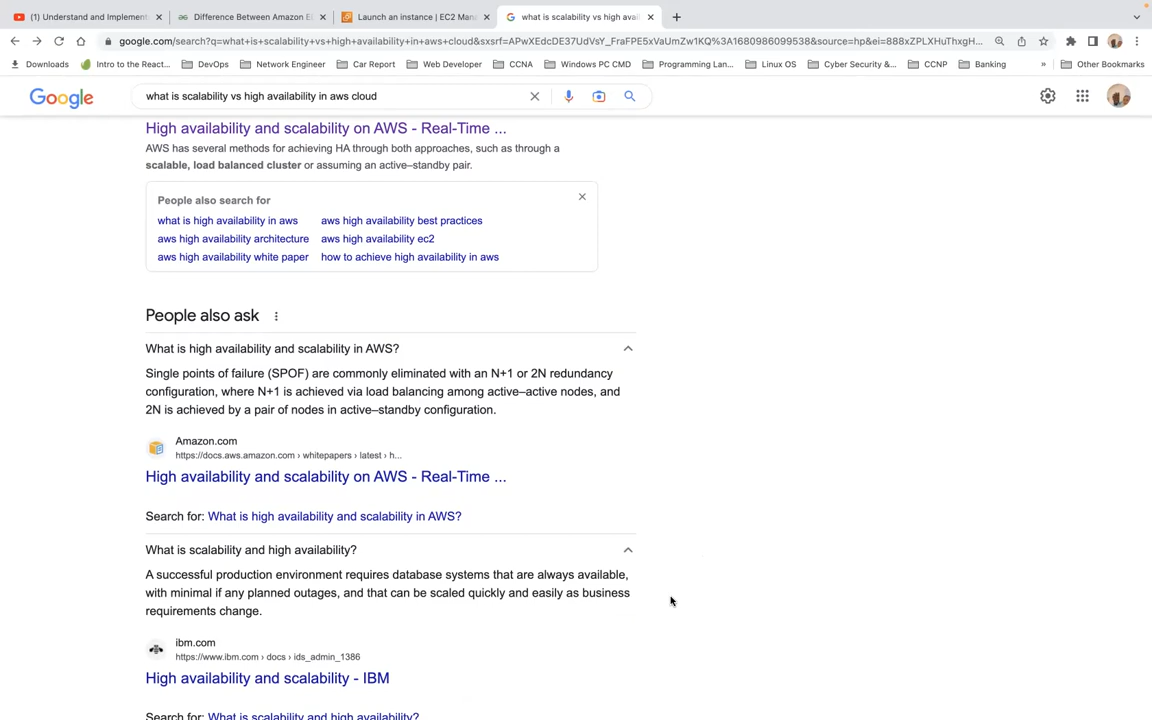 (1) Understand and Implement
Difference Between Amazon E
Launch an instance | EC2 Man
what is scalability vs high avai
google.com/search?q=what+is+scalability+vs+high+availability+in+aws+cloud&sxsrf=APwXEdcDE37UdVsY_FraFPE5xVaUmZw1KQ%3A1680986099538&source=hp&ei=888xZPLXHuThxgH...
Downloads
Intro to the React...
DevOps
Network Engineer
Car Report
Web Developer
CCNA
Windows PC CMD
Programming Lan...
Linux OS
Cyber Security &...
CCNP
Banking
»
Other Bookmarks
Google
what is scalability vs high availability in aws cloud
High availability and scalability on AWS - Real-Time ...
AWS has several methods for achieving HA through both approaches, such as through a
scalable, load balanced cluster or assuming an active–standby pair.
People also search for
what is high availability in aws
aws high availability best practices
aws high availability architecture
aws high availability ec2
aws high availability white paper
how to achieve high availability in aws
People also ask
What is high availability and scalability in AWS?
Single points of failure (SPOF) are commonly eliminated with an N+1 or 2N redundancy
configuration, where N+1 is achieved via load balancing among active–active nodes, and
2N is achieved by a pair of nodes in active–standby configuration.
Amazon.com
https://docs.aws.amazon.com › whitepapers › latest › h...
High availability and scalability on AWS - Real-Time ...
Search for: What is high availability and scalability in AWS?
What is scalability and high availability?
A successful production environment requires database systems that are always available,
with minimal if any planned outages, and that can be scaled quickly and easily as business
requirements change.
ibm.com
https://www.ibm.com › docs › ids_admin_1386
High availability and scalability - IBM
Search for: What is scalability and high availability?